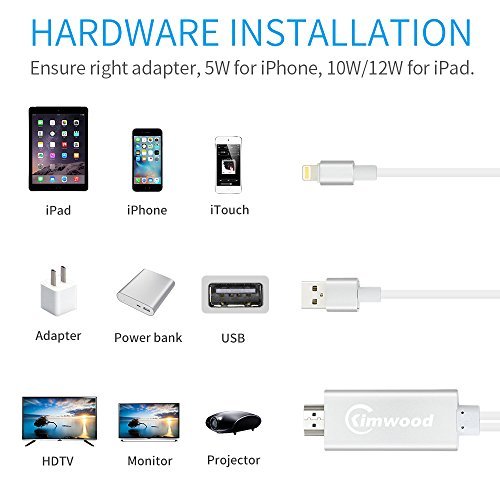 HARDWARE INSTALLATION
Ensure right adapter, 5W for iPhone, 10W/12W for iPad.
iPad iPhone iTouch
Adapter Power bank USB
Kimwood
HDTV Monitor Projector